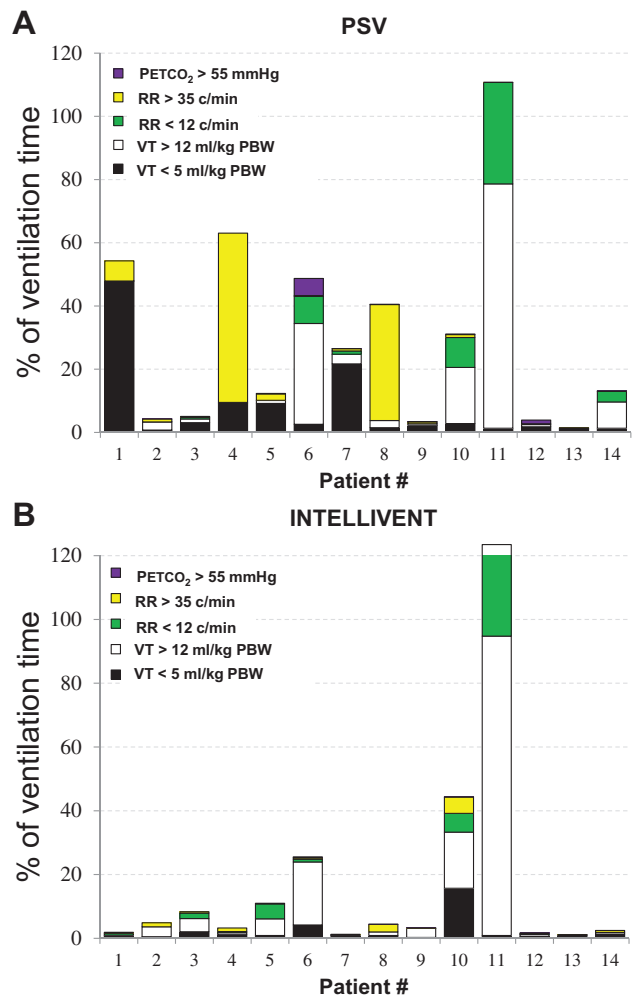 A
PSV
% of ventilation time
120
100
80
60
40
20
0
PETCO₂ > 55 mmHg
RR > 35 c/min
RR < 12 c/min
VT > 12 ml/kg PBW
VT < 5 ml/kg PBW
1 2 3 4 5 6 7 8 9 10 11 12 13 14
Patient #
B
INTELLIVENT
% of ventilation time
120
100
80
60
40
20
0
PETCO₂ > 55 mmHg
RR > 35 c/min
RR < 12 c/min
VT > 12 ml/kg PBW
VT < 5 ml/kg PBW
1 2 3 4 5 6 7 8 9 10 11 12 13 14
Patient #